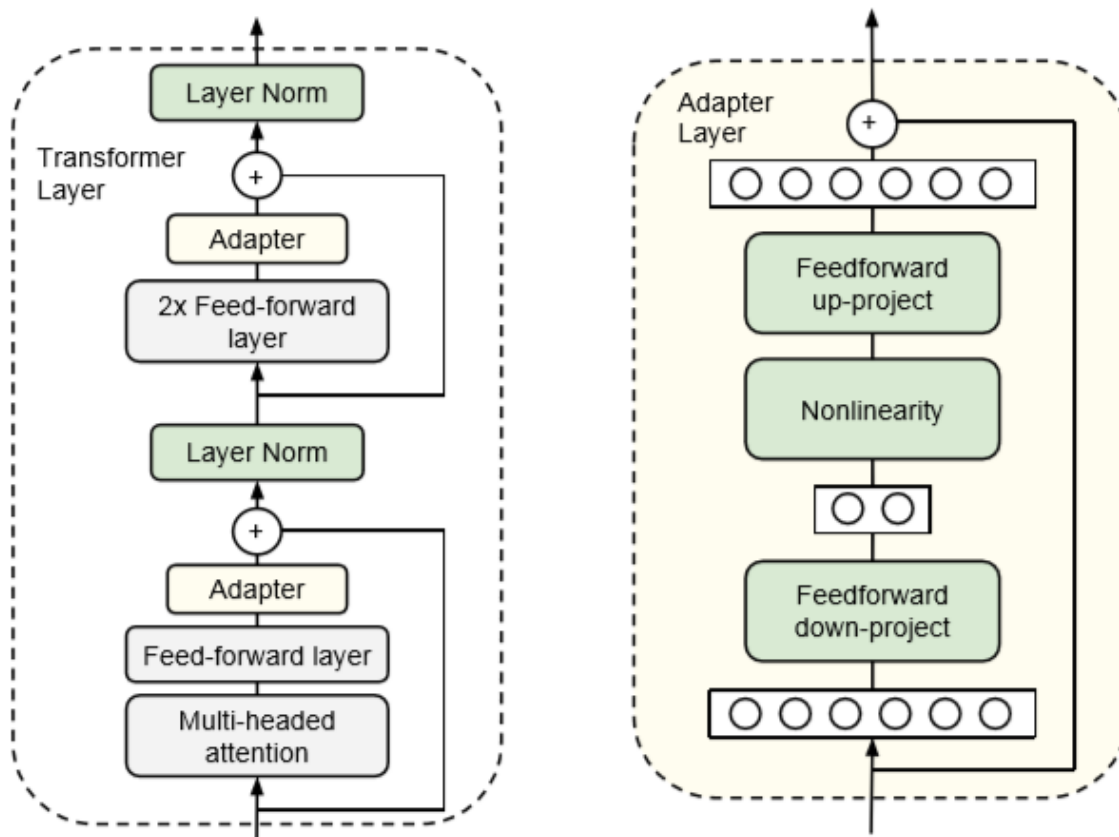 Layer Norm
Transformer
Layer
+
Adapter
2x Feed-forward
layer
Layer Norm
+
Adapter
Feed-forward layer
Multi-headed
attention
Adapter
Layer
+
Feedforward
up-project
Nonlinearity
Feedforward
down-project